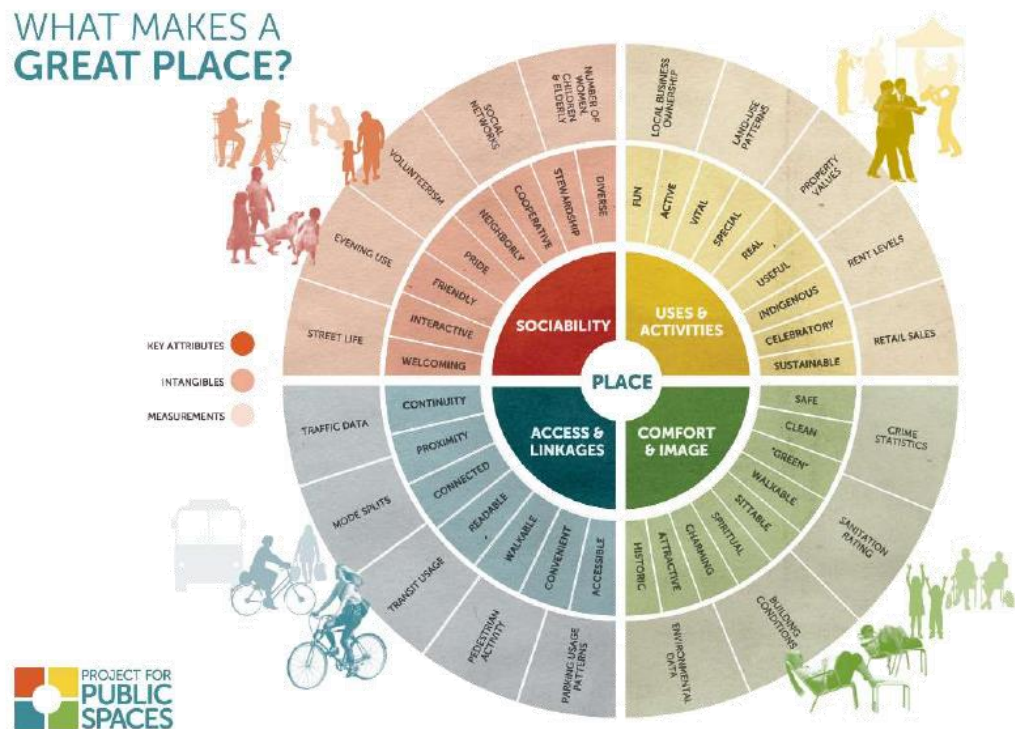 WHAT MAKES A
GREAT PLACE?
NUMBER OF
WOMEN,
CHILDREN
& ELDERLY
SOCIAL
NETWORKS
VOLUNTEERISM
EVENING USE
STREET LIFE
DIVERSE
STEWARDSHIP
COOPERATIVE
NEIGHBORLY
PRIDE
FRIENDLY
INTERACTIVE
WELCOMING
SOCIABILITY
LOCAL BUSINESS
OWNERSHIP
LAND-USE
PATTERNS
PROPERTY
VALUES
RENT LEVELS
RETAIL SALES
FUN
ACTIVE
VITAL
SPECIAL
REAL
USEFUL
INDIGENOUS
CELEBRATORY
SUSTAINABLE
USES &
ACTIVITIES
PLACE
KEY ATTRIBUTES
INTANGIBLES
MEASUREMENTS
ACCESS &
LINKAGES
CONTINUITY
PROXIMITY
CONNECTED
READABLE
WALKABLE
CONVENIENT
ACCESSIBLE
TRAFFIC DATA
MODE SPLITS
TRANSIT USAGE
PEDESTRIAN
ACTIVITY
PARKING USAGE
PATTERNS
COMFORT
& IMAGE
SAFE
CLEAN
"GREEN"
WALKABLE
SITTABLE
SPIRITUAL
CHARMING
ATTRACTIVE
HISTORIC
CRIME
STATISTICS
SANITATION
RATING
BUILDING
CONDITIONS
ENVIRONMENTAL
DATA
PROJECT FOR
PUBLIC
SPACES